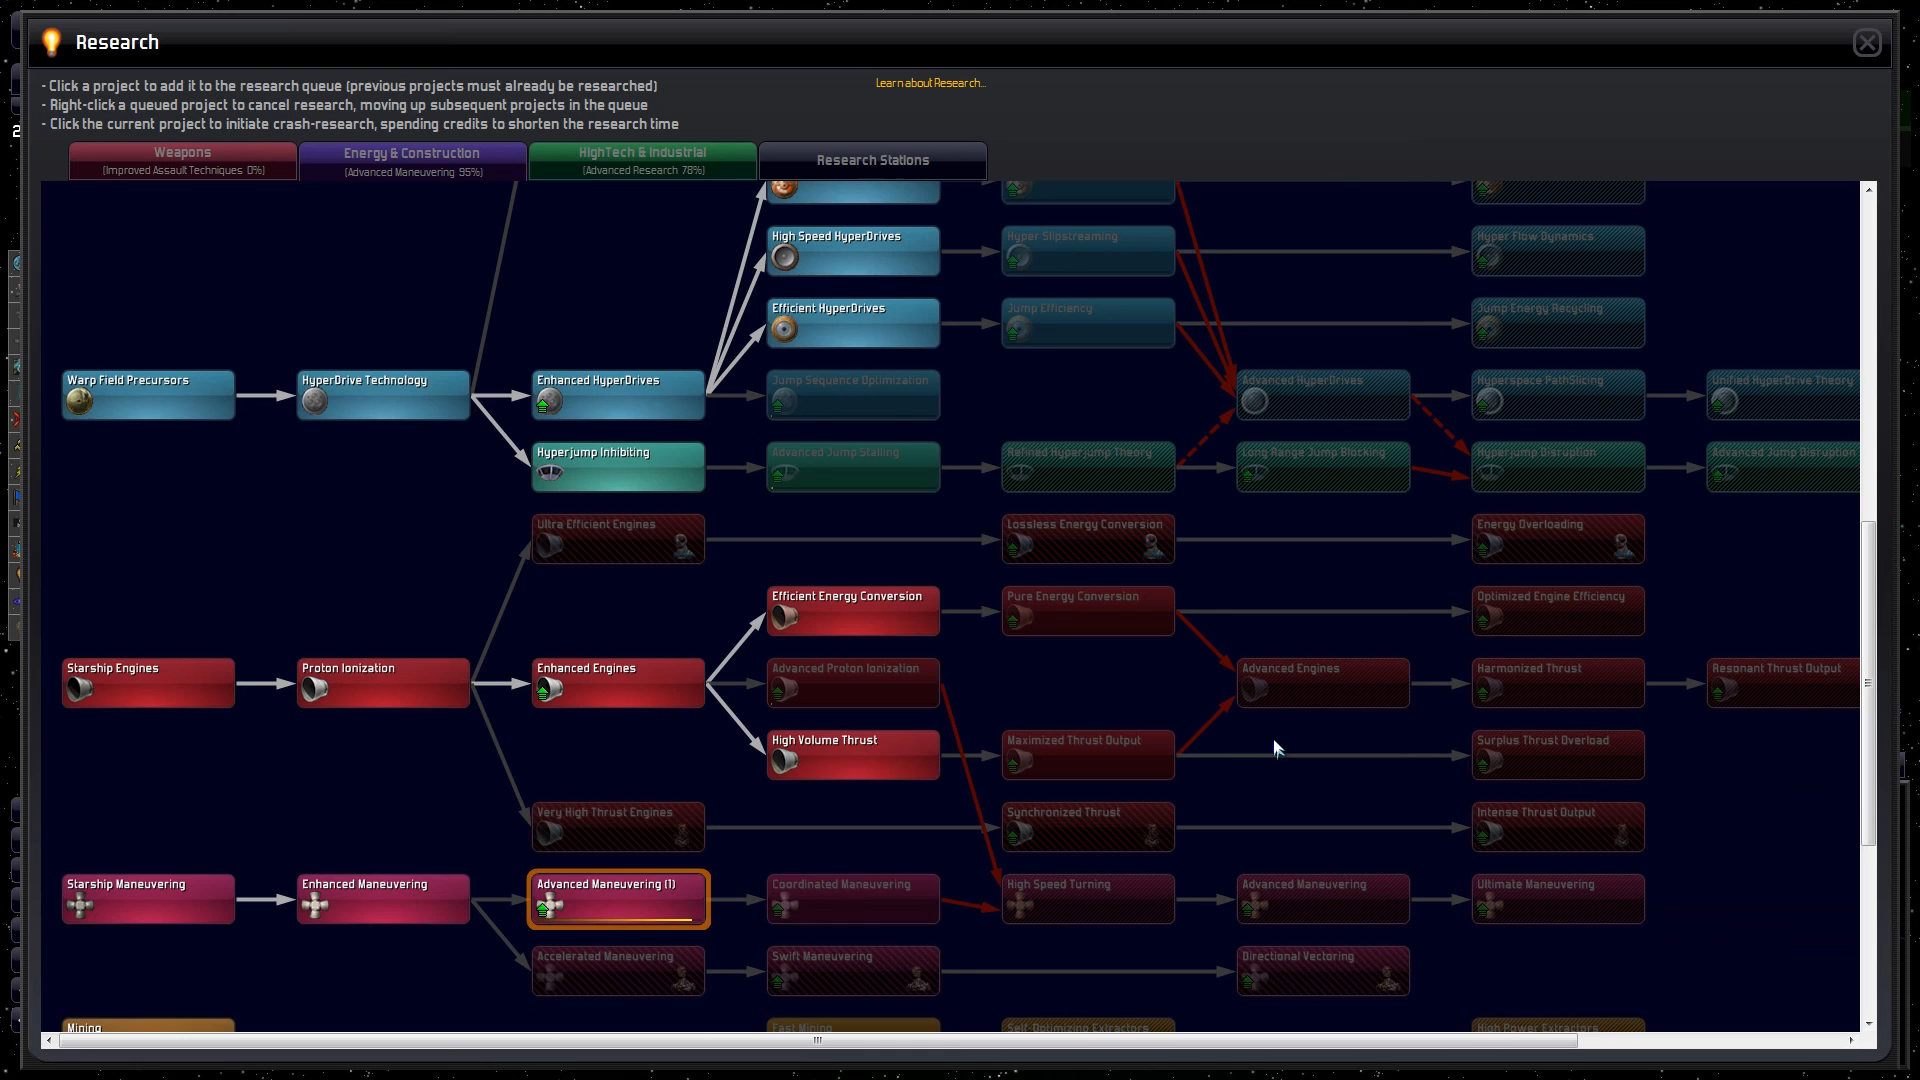 Research
- Click a project to add it to the research queue (previous projects must already be researched)
Learn about Research...
- Right-click a queued project to cancel research, moving up subsequent projects in the queue
- Click the current project to initiate crash-research, spending credits to shorten the research time
Weapons
(Improved Assault Techniques 0%)
Energy & Construction
(Advanced Maneuvering 95%)
HighTech & Industrial
(Advanced Research 78%)
Research Stations
High Speed HyperDrives
Hyper Slipstreaming
Hyper Flow Dynamics
Efficient HyperDrives
Jump Efficiency
Jump Energy Recycling
Warp Field Precursors
HyperDrive Technology
Enhanced HyperDrives
Jump Sequence Optimization
Advanced HyperDrives
Hyperspace PathSlicing
Unified HyperDrive Theory
Hyperjump Inhibiting
Advanced Jump Stalling
Refined Hyperjump Theory
Long Range Jump Blocking
Hyperjump Disruption
Advanced Jump Disruption
Ultra Efficient Engines
Lossless Energy Conversion
Energy Overloading
Efficient Energy Conversion
Pure Energy Conversion
Optimized Engine Efficiency
Starship Engines
Proton Ionization
Enhanced Engines
Advanced Proton Ionization
Advanced Engines
Harmonized Thrust
Resonant Thrust Output
High Volume Thrust
Maximized Thrust Output
Surplus Thrust Overload
Very High Thrust Engines
Synchronized Thrust
Intense Thrust Output
Starship Maneuvering
Enhanced Maneuvering
Advanced Maneuvering (1)
Coordinated Maneuvering
High Speed Turning
Advanced Maneuvering
Ultimate Maneuvering
Accelerated Maneuvering
Swift Maneuvering
Directional Vectoring
Mining
Fast Mining
Self-Optimizing Extractors
High Power Extractors